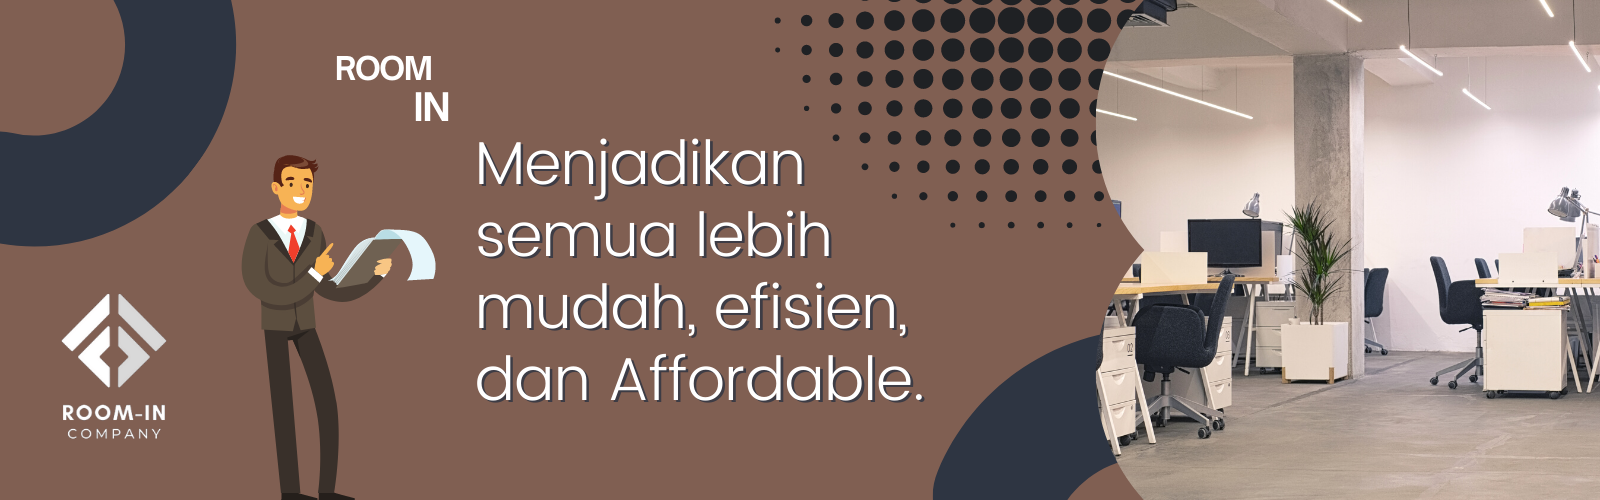 ROOM
IN
Menjadikan
semua lebih
mudah, efisien,
dan Affordable.
ROOM-IN
COMPANY